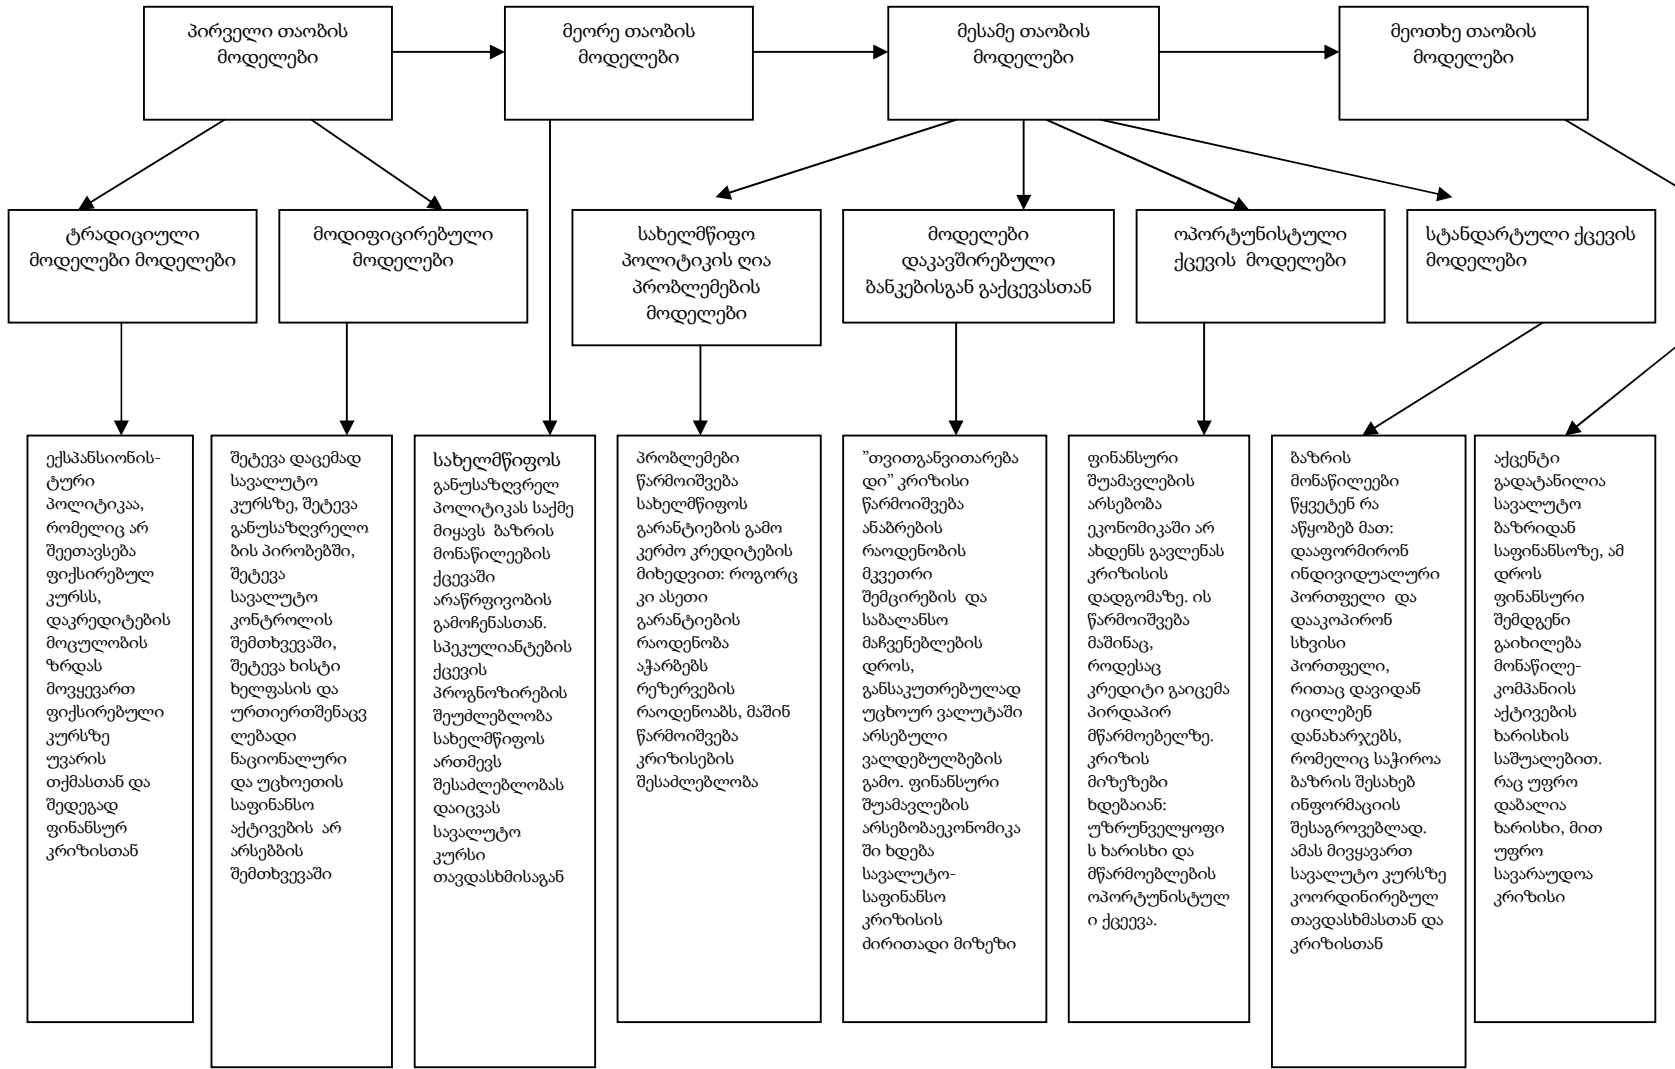 პირველი თაობის
მოდელები
მეორე თაობის
მოდელები
მესამე თაობის
მოდელები
მეოთხე თაობის
მოდელები
ტრადიციული
მოდელები მოდელები
მოდიფიცირებული
მოდელები
სახელმწიფო
პოლიტიკის ღია
პრობლემების
მოდელები
მოდელები
დაკავშირებული
ბანკებისგან გაქცევასთან
ოპორტუნისტული
ქცევის მოდელები
სტანდარტული ქცევის
მოდელები
ექსპანსიონის-
ტური
პოლიტიკაა,
რომელიც არ
შეეთავსება
ფიქსირებულ
კურსს,
დაკრედიტების
მოცულობის
ზრდას
მოვყევართ
ფიქსირებული
კურსზე
უვარის
თქმასთან და
შედეგად
ფინანსურ
კრიზისთან
შეტევა დაცემად
სავალუტო
კურსზე, შეტევა
განუსაზღვრელო
ბის პირობებში,
შეტევა
სავალუტო
კონტროლის
შემთხვევაში,
შეტევა ხისტი
ხელფასის და
ურთიერთშენაცვ
ლებადი
ნაციონალური
და უცხოეთის
საფინანსო
აქტივების არ
არსებბის
შემთხვევაში
სახელმწიფოს
განუსაზღვრელ
პოლიტიკას საქმე
მიყავს ბაზრის
მონაწილეების
ქცევაში
არაწრფივობის
გამოჩენასთან.
სპეკულიანტების
ქცევის
პროგნოზირების
შეუძლებლობა
სახელმწიფოს
ართმევს
შესაძლებლობას
დაიცვას
სავალუტო
კურსი
თავდასხმისაგან
პრობლემები
წარმოიშვება
სახელმწიფოს
გარანტიების გამო
კერმო კრედიტების
მიხედვით: როგორც
კი ასეთი
გარანტიების
რაოდენობა
აჭარბებს
რეზერვების
რაოდენოაბს, მაშინ
წარმოიშვება
კრიზისების
შესაძლებლობა
”თვითგანვითარება
დი” კრიზისი
წარმოიშვება
ანაბრების
რაოდენობის
მკვეთრი
შემცირების და
საბალანსო
მაჩვენებლების
დროს,
განსაკუთრებულად
უცხოურ ვალუტაში
არსებული
ვალდებულბების
გამო. ფინანსური
შუამავლების
არსებობაეკონომიკა
ში ხდება
სავალუტო-
საფინანსო
კრიზისის
ძირითადი მიზეზი
ფინანსური
შუამავლების
არსებობა
ეკონომიკაში არ
ახდენს გავლენას
კრიზისის
დადგომაზე. ის
წარმოიშვება
მაშინაც,
როდესაც
კრედიტი გაიცემა
პირდაპირ
მწარმოებელზე.
კრიზის
მიზეზები
ხდებაიან:
უზრუნველყოფი
ს ხარისხი და
მწარმოებლების
ოპორტუნისტულ
ი ქცეევა.
ბაზრის
მონაწილეები
წყვეტენ რა
აწყობებ მათ:
დააფორმირონ
ინდივიდუალური
პორთფელი და
დააკოპირონ
სხვისი
პორთფელი,
რითაც დავიდან
იცილებენ
დანახარჯებს,
რომელიც საჭიროა
ბაზრის შესახებ
ინფორმაციის
შესაგროვებლად.
ამას მივყავართ
სავალუტო კურსზე
კოორდინირებულ
თავდასხმასთან და
კრიზისთან
აქცენტი
გადატანილია
სავალუტო
ბაზრიდან
საფინანსოზე, ამ
დროს
ფინანსური
შემდგენი
გაიხილება
მონაწილე-
კომპანიის
აქტივების
ხარისხის
საშუალებით.
რაც უფრო
დაბალია
ხარისხი, მით
უფრო
სავარაუდოა
კრიზისი